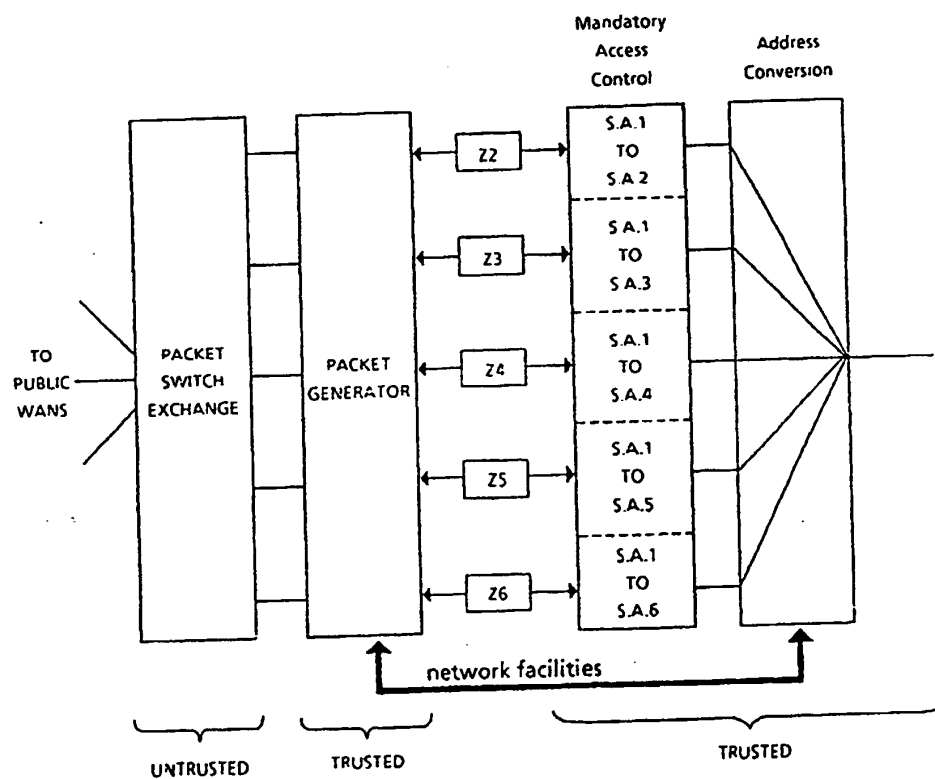 Mandatory
Access
Control
Address
Conversion
TO
PUBLIC
WANS
PACKET
SWITCH
EXCHANGE
PACKET
GENERATOR
Z2
Z3
Z4
Z5
Z6
S.A.1
TO
S.A 2
S A.1
TO
S A.3
S.A.1
TO
S.A.4
S.A.1
TO
S.A.5
S.A.1
TO
S.A.6
network facilities
UNTRUSTED
TRUSTED
TRUSTED